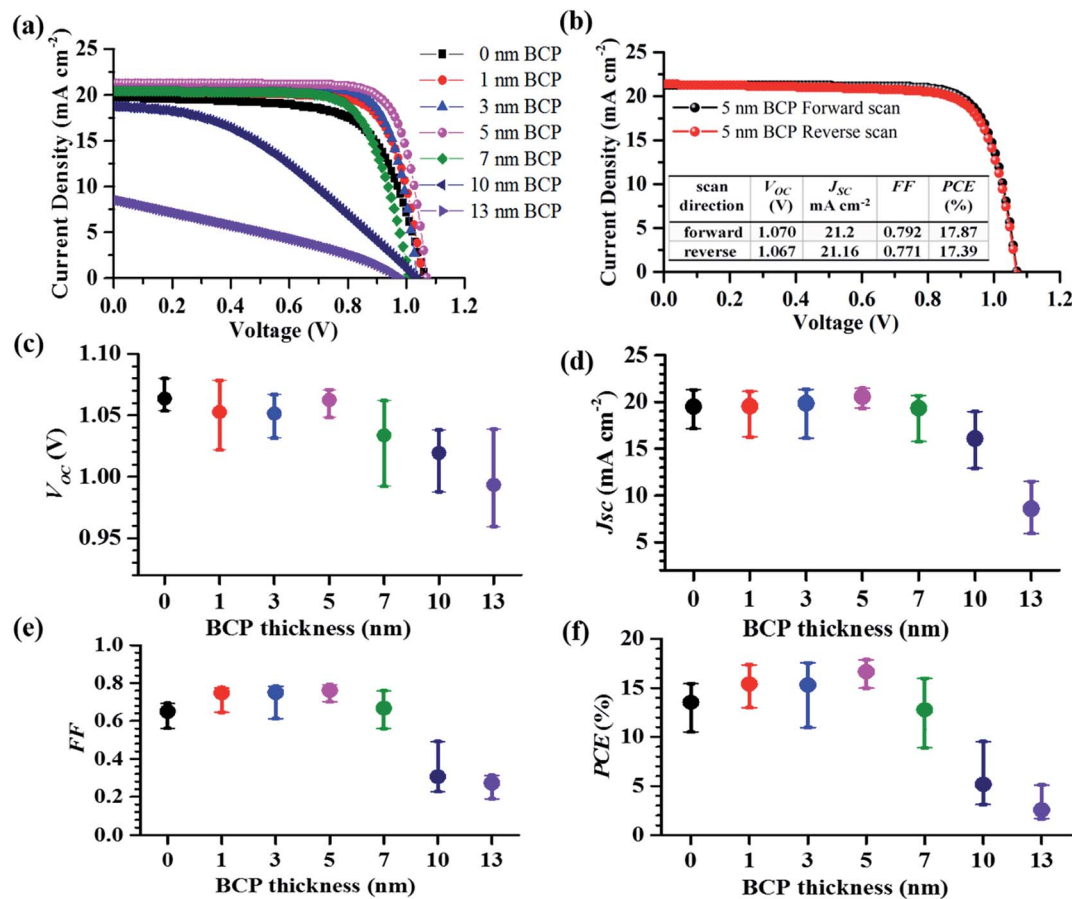 (a)
25
20
15
10
5
0
Current Density (mA cm-2)
0.0 0.2 0.4 0.6 0.8 1.0 1.2
Voltage (V)
0 nm BCP
1 nm BCP
3 nm BCP
5 nm BCP
7 nm BCP
10 nm BCP
13 nm BCP
(b)
25
20
15
10
5
0
Current Density (mA cm-2)
5 nm BCP Forward scan
5 nm BCP Reverse scan
scan direction VOC (V) JSC mA cm-2 FF PCE (%)
forward 1.070 21.2 0.792 17.87
reverse 1.067 21.16 0.771 17.39
0.0 0.2 0.4 0.6 0.8 1.0 1.2
Voltage (V)
(c)
1.10
1.05
1.00
0.95
VOC (V)
0 1 3 5 7 10 13
BCP thickness (nm)
(d)
25
20
15
10
5
Jsc (mA cm-2)
0 1 3 5 7 10 13
BCP thickness (nm)
(e)
1.0
0.8
0.6
0.4
0.2
0.0
FF
0 1 3 5 7 10 13
BCP thickness (nm)
(f)
20
15
10
5
0
PCE (%)
0 1 3 5 7 10 13
BCP thickness (nm)